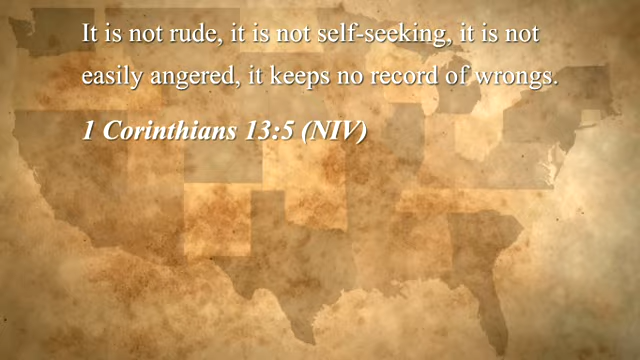 It is not rude, it is not self-seeking, it is not
easily angered, it keeps no record of wrongs.
1 Corinthians 13:5 (NIV)